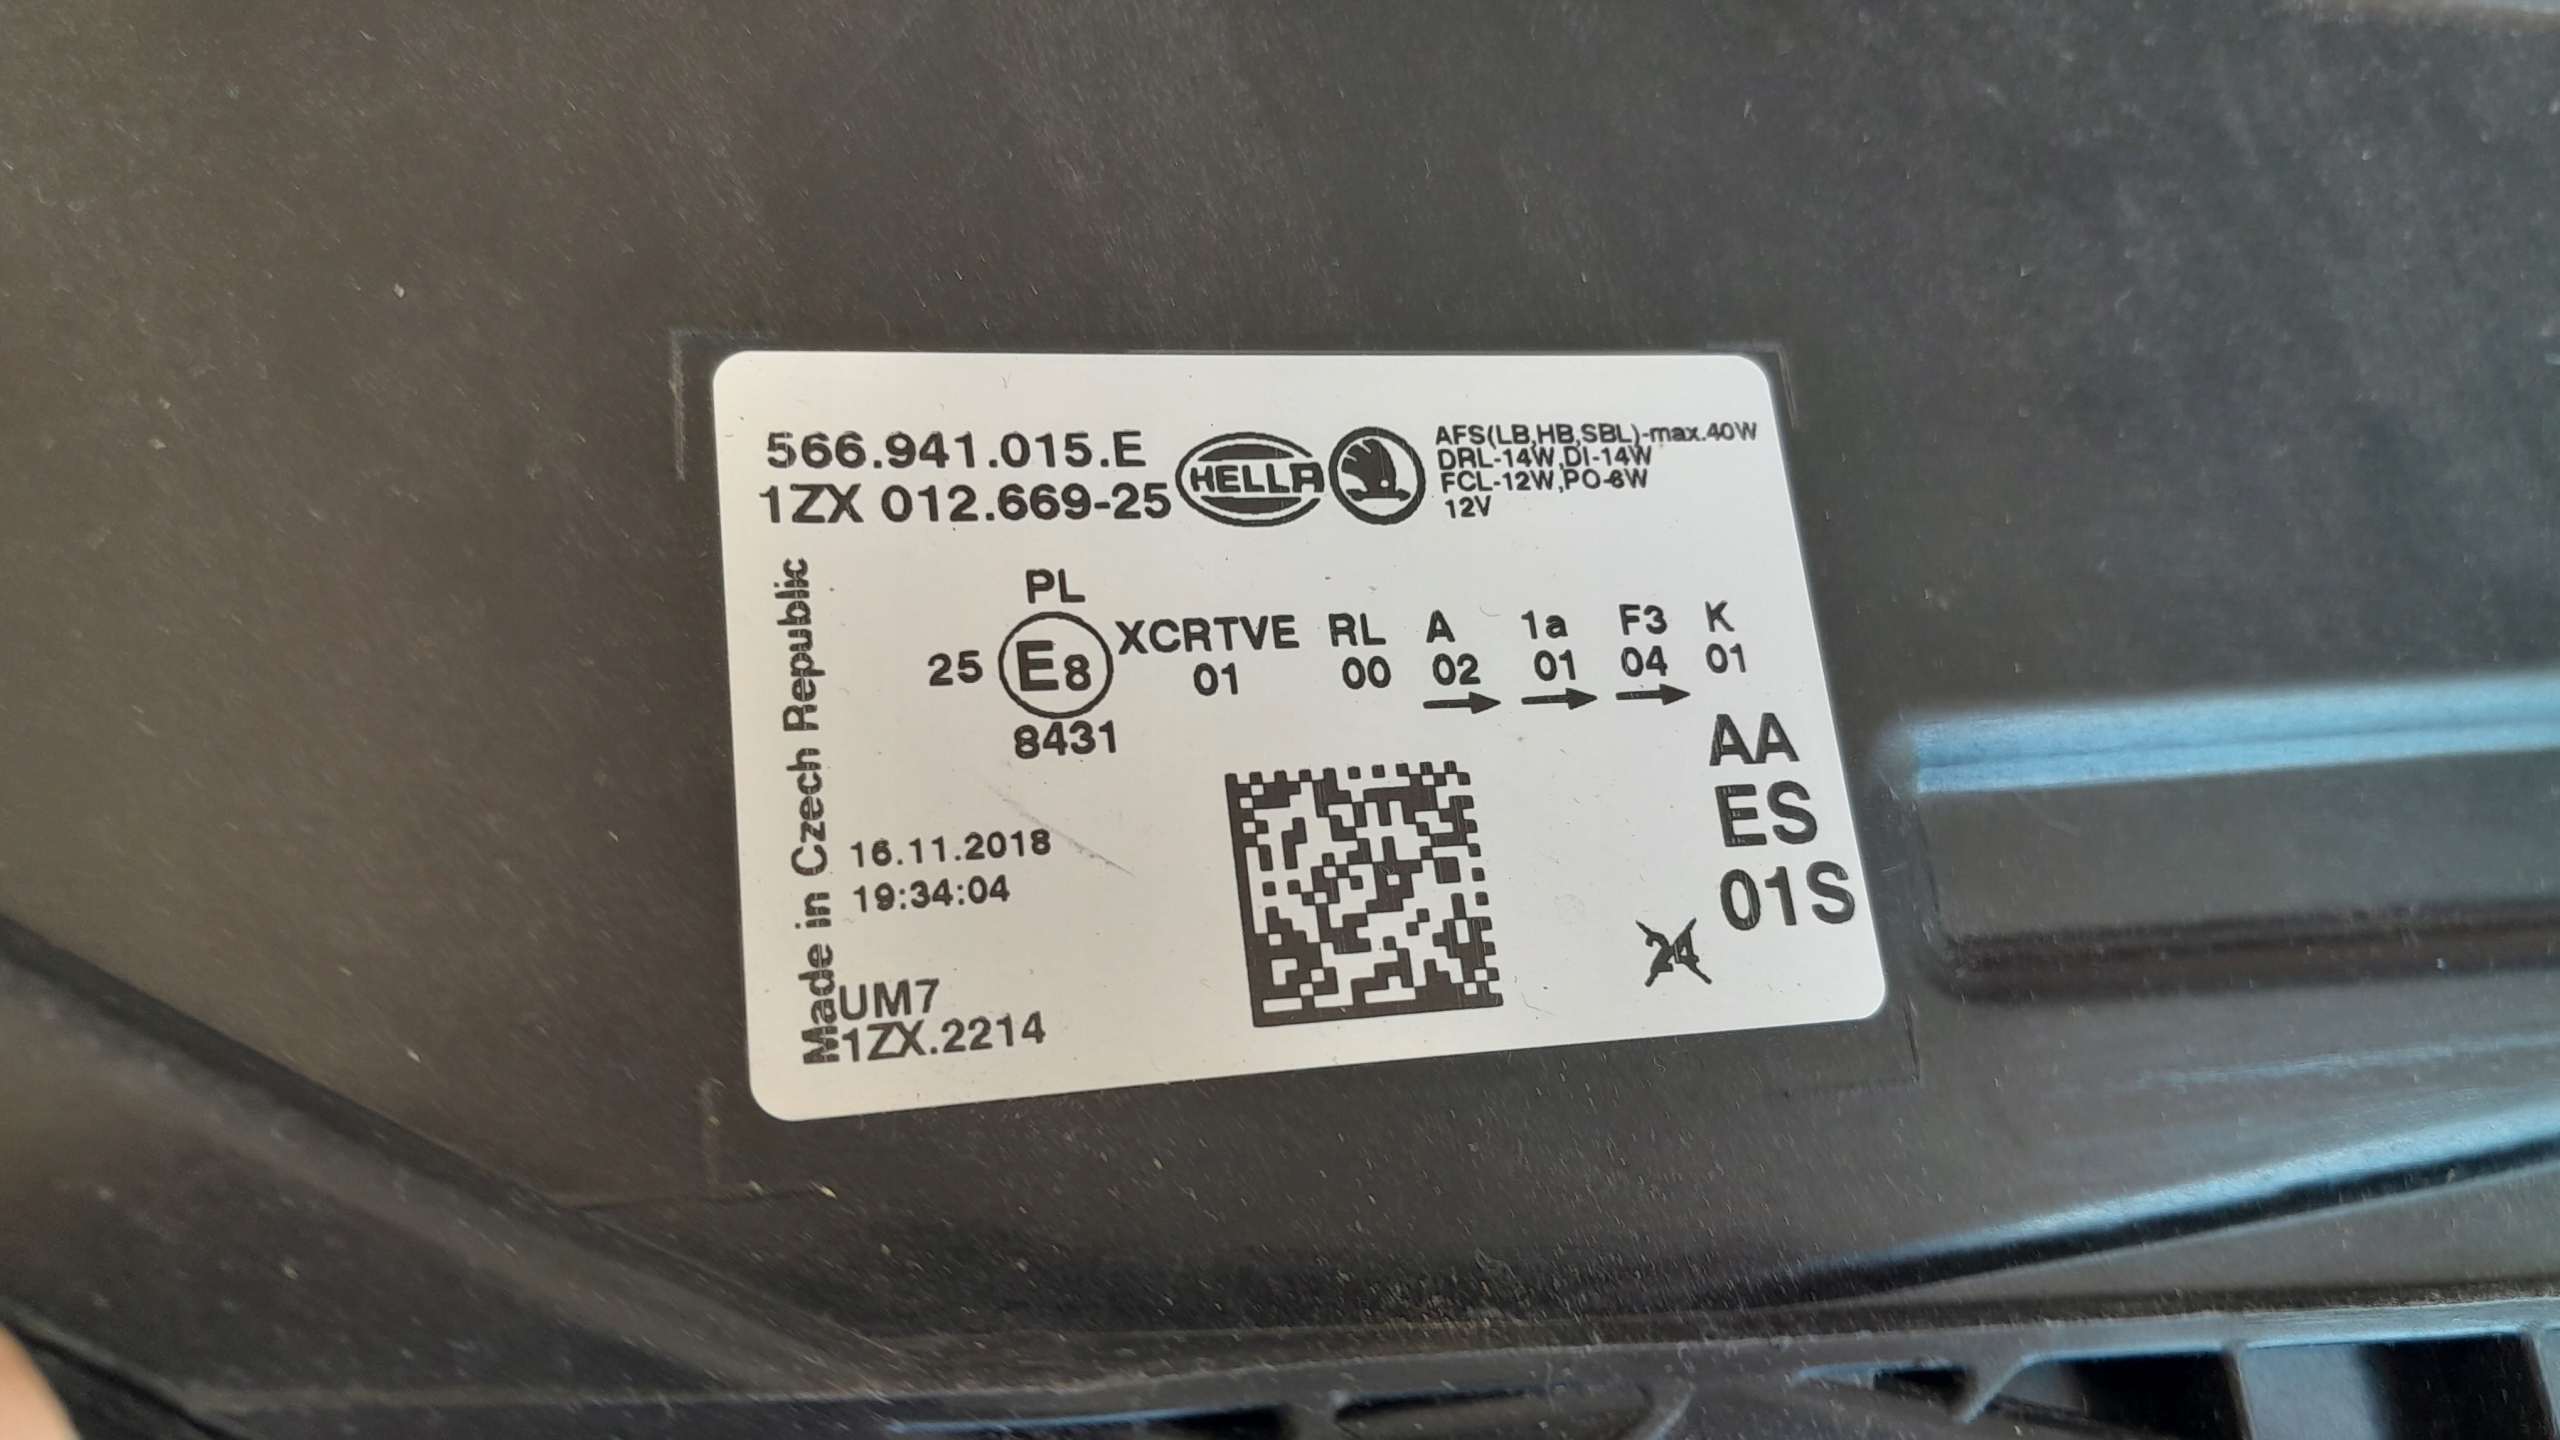 566.941.015.E
1ZX 012.669-25
HELLA
AFS(LB,HB,SBL)-max.40W
DRL-14W,DI-14W
FCL-12W,PO-6W
12V
Made in Czech Republic
PL
25 E8 XCRTVE RL A 1a F3 K
01 00 02 01 04 01
8431
AA
ES
01S
16.11.2018
19:34:04
24
UM7
1ZX.2214